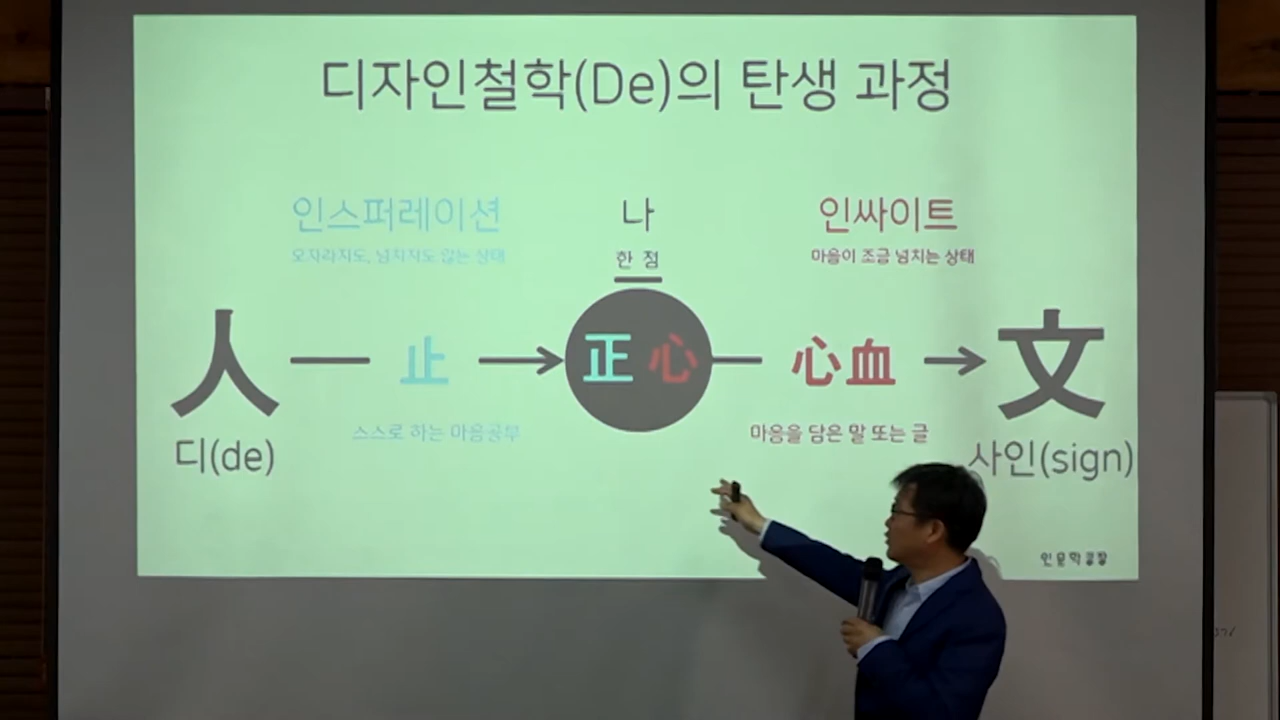 디자인철학(De)의 탄생 과정
인스퍼레이션
나
인싸이트
모자라지도, 넘치지도 않는 상태
한 점
마음이 조금 넘치는 상태
人
止
正 心
心血
文
스스로 하는 마음공부
마음을 담은 말 또는 글
디(de)
사인(sign)
인문학공장